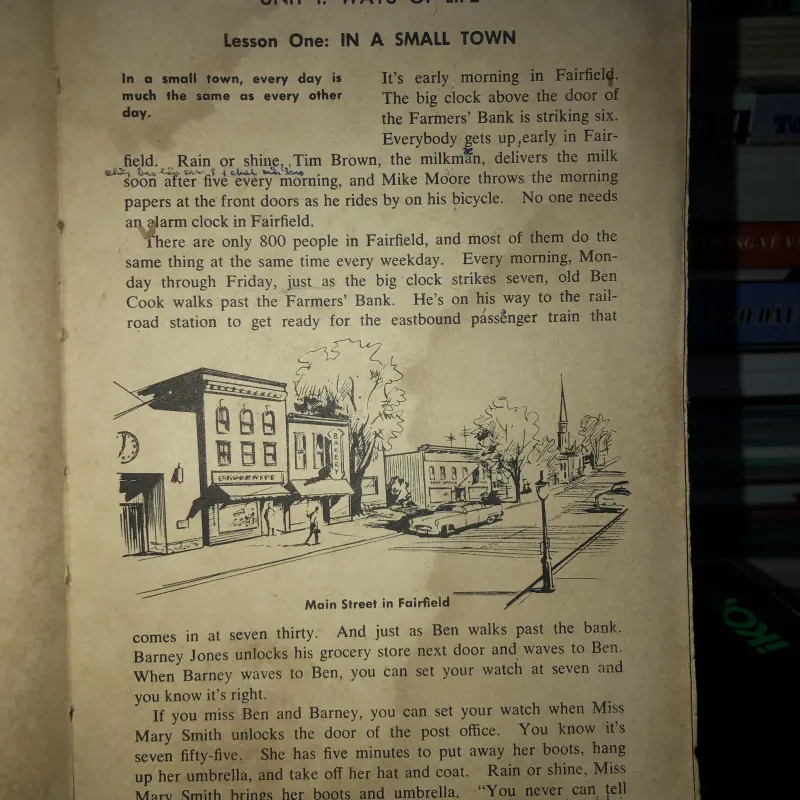 UNIT I: WAYS OF LIFE
Lesson One: IN A SMALL TOWN
In a small town, every day is
much the same as every other
day.
It's early morning in Fairfield.
The big clock above the door of
the Farmers' Bank is striking six.
Everybody gets up early in Fair-
field. Rain or shine, Tim Brown, the milkman, delivers the milk
soon after five every morning, and Mike Moore throws the morning
papers at the front doors as he rides by on his bicycle. No one needs
an alarm clock in Fairfield.
There are only 800 people in Fairfield, and most of them do the
same thing at the same time every weekday. Every morning, Mon-
day through Friday, just as the big clock strikes seven, old Ben
Cook walks past the Farmers' Bank. He's on his way to the rail-
road station to get ready for the eastbound passenger train that
BAKERY
POST OFFICE
Main Street in Fairfield
comes in at seven thirty. And just as Ben walks past the bank.
Barney Jones unlocks his grocery store next door and waves to Ben.
When Barney waves to Ben, you can set your watch at seven and
you know it's right.
If you miss Ben and Barney, you can set your watch when Miss
Mary Smith unlocks the door of the post office. You know it's
seven fifty-five. She has five minutes to put away her boots, hang
up her umbrella, and take off her hat and coat. Rain or shine, Miss
Mary Smith brings her boots and umbrella. "You never can tell
iKO,